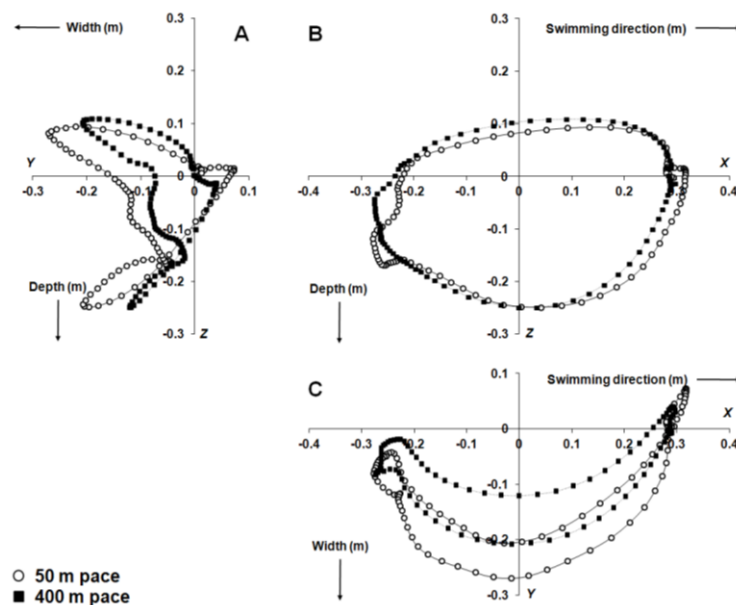 Width (m) A
0.3
0.2
0.1
Y
-0.3 -0.2 -0.1 0 0.1
-0.1
-0.2
-0.3
Depth (m)
Z
B Swimming direction (m)
0.3
0.2
0.1
X
-0.4 -0.3 -0.2 -0.1 0 0.1 0.2 0.3 0.4
-0.1
-0.2
-0.3
Depth (m)
Z
C 0.1 Swimming direction (m)
X
-0.4 -0.3 -0.2 -0.1 0 0.1 0.2 0.3 0.4
-0.1
-0.2
-0.3
Width (m)
Y
50 m pace
400 m pace